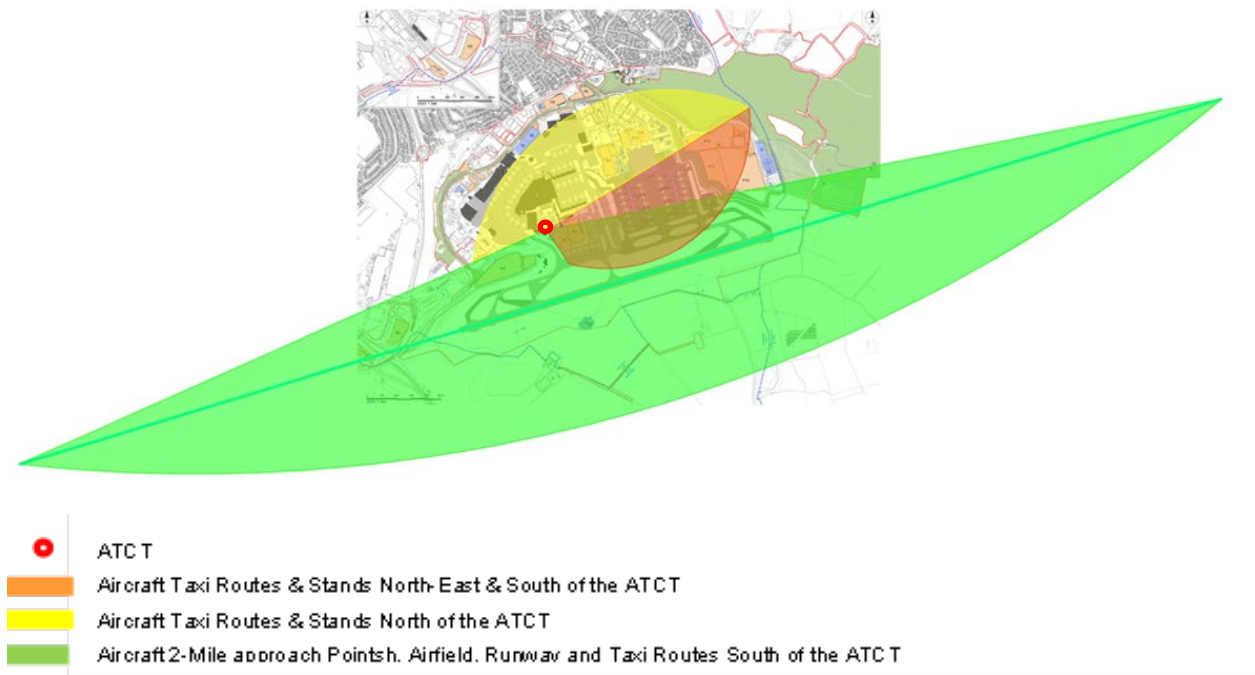 ATCT
Aircraft Taxi Routes & Stands North-East & South of the ATCT
Aircraft Taxi Routes & Stands North of the ATCT
Aircraft 2-Mile approach Pointsh, Airfield, Runway and Taxi Routes South of the ATCT